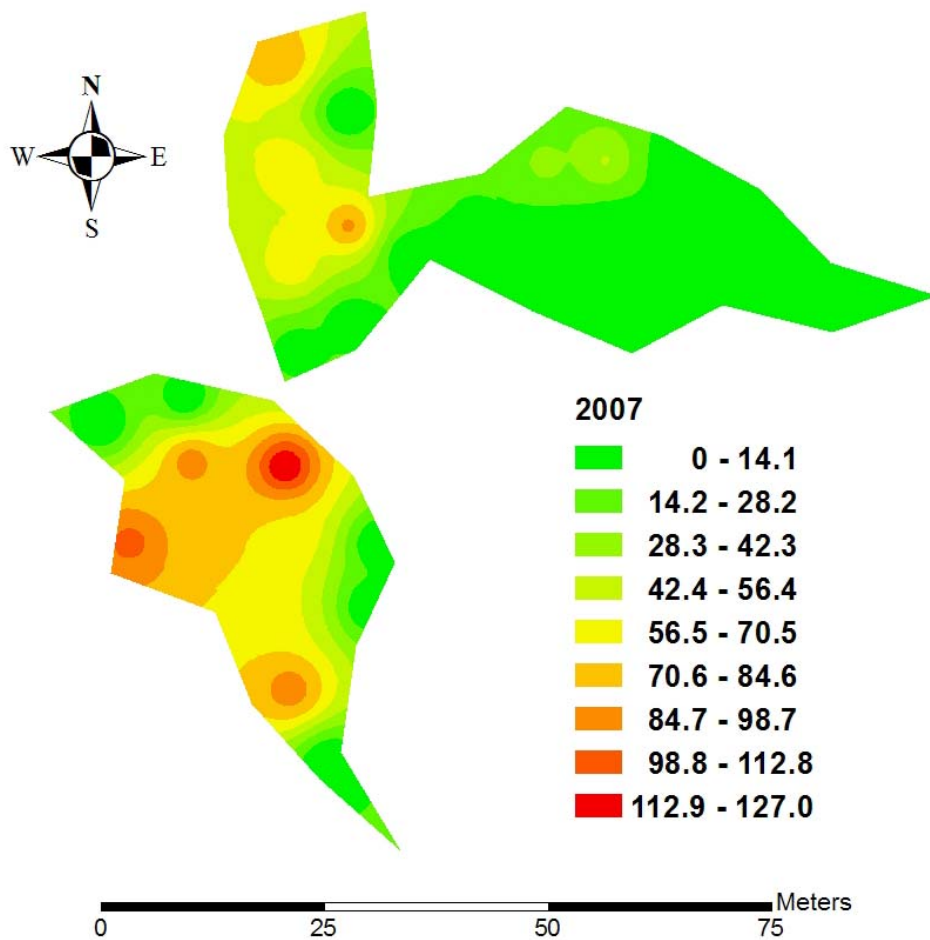 N
W E
S
2007
0 - 14.1
14.2 - 28.2
28.3 - 42.3
42.4 - 56.4
56.5 - 70.5
70.6 - 84.6
84.7 - 98.7
98.8 - 112.8
112.9 - 127.0
Meters
0 25 50 75